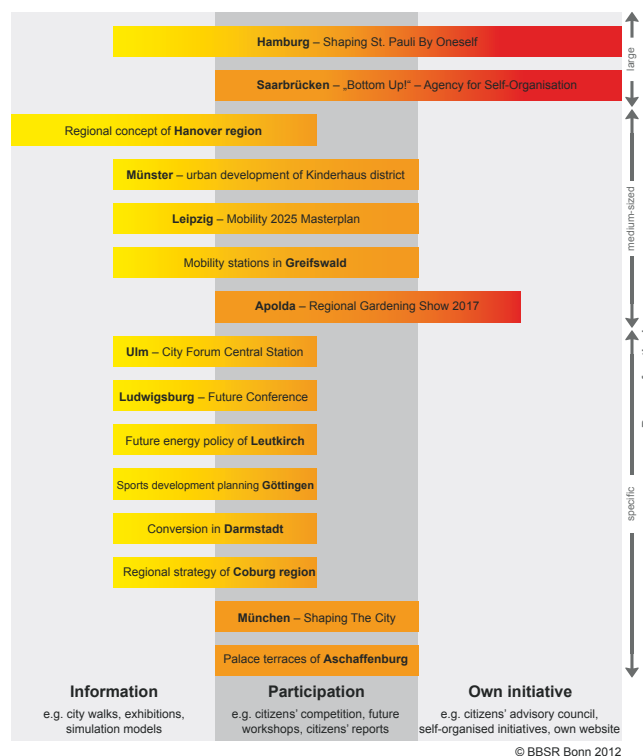 Hamburg – Shaping St. Pauli By Oneself
large
Saarbrücken – „Bottom Up!“ – Agency for Self-Organisation
Regional concept of Hanover region
Münster – urban development of Kinderhaus district
Leipzig – Mobility 2025 Masterplan
medium-sized
Mobility stations in Greifswald
Apolda – Regional Gardening Show 2017
Ulm – City Forum Central Station
Ludwigsburg – Future Conference
Future energy policy of Leutkirch
Sports development planning Göttingen
specific
Conversion in Darmstadt
Regional strategy of Coburg region
München – Shaping The City
Palace terraces of Aschaffenburg
Information
e.g. city walks, exhibitions,
simulation models
Participation
e.g. citizens’ competition, future
workshops, citizens’ reports
Own initiative
e.g. citizens’ advisory council,
self-organised initiatives, own website
© BBSR Bonn 2012